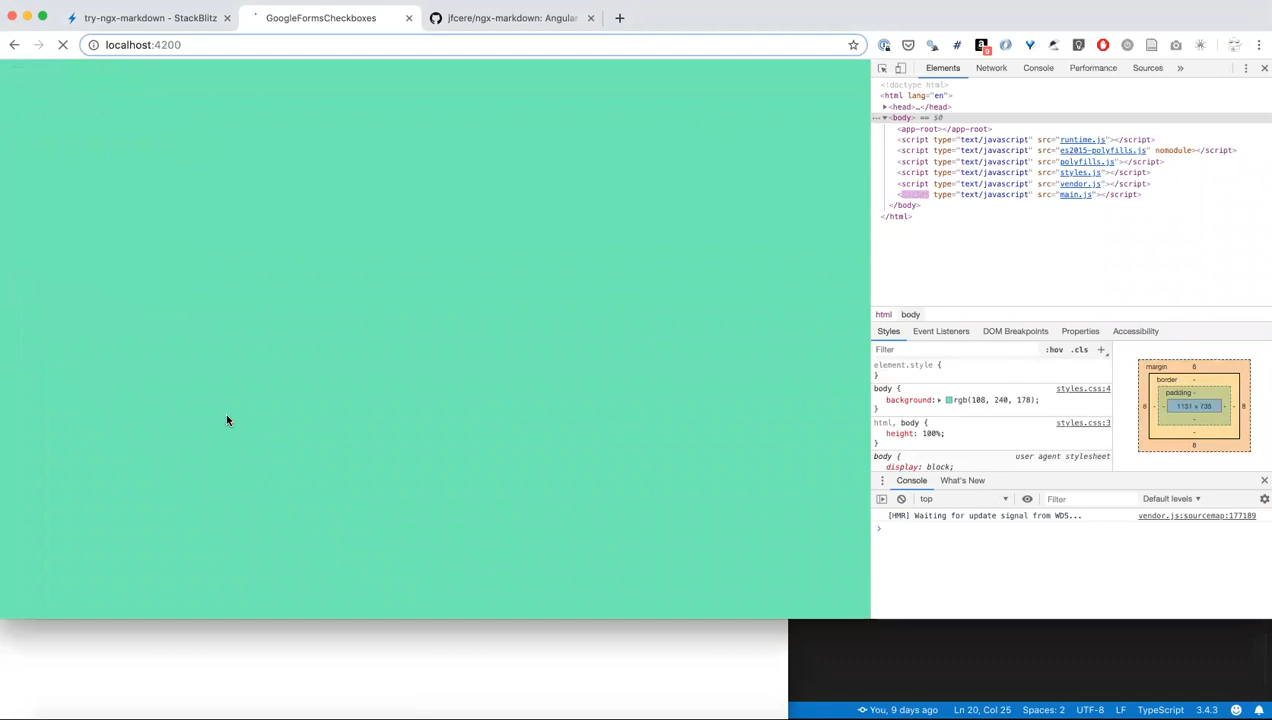 try-ngx-markdown - StackBlitz
GoogleFormsCheckboxes
jfcere/ngx-markdown: Angular
localhost:4200
Elements Network Console Performance Sources »
<!doctype html>
<html lang="en">
<head>…</head>
… <body> == $0
<app-root></app-root>
<script type="text/javascript" src="runtime.js"></script>
<script type="text/javascript" src="es2015-polyfills.js" nomodule></script>
<script type="text/javascript" src="polyfills.js"></script>
<script type="text/javascript" src="styles.js"></script>
<script type="text/javascript" src="vendor.js"></script>
< type="text/javascript" src="main.js"></script>
</body>
</html>
html body
Styles Event Listeners DOM Breakpoints Properties Accessibility
Filter :hov .cls +
element.style {
}
body { styles.css:4
background: rgb(108, 240, 178);
}
html, body { styles.css:3
height: 100%;
}
body { user agent stylesheet
display: block;
margin 8
border -
padding -
8 - - 1151 × 735 - - 8
-
-
8
Console What's New
top Filter Default levels
[HMR] Waiting for update signal from WDS... vendor.js:sourcemap:177189
>
You, 9 days ago Ln 20, Col 25 Spaces: 2 UTF-8 LF TypeScript 3.4.3